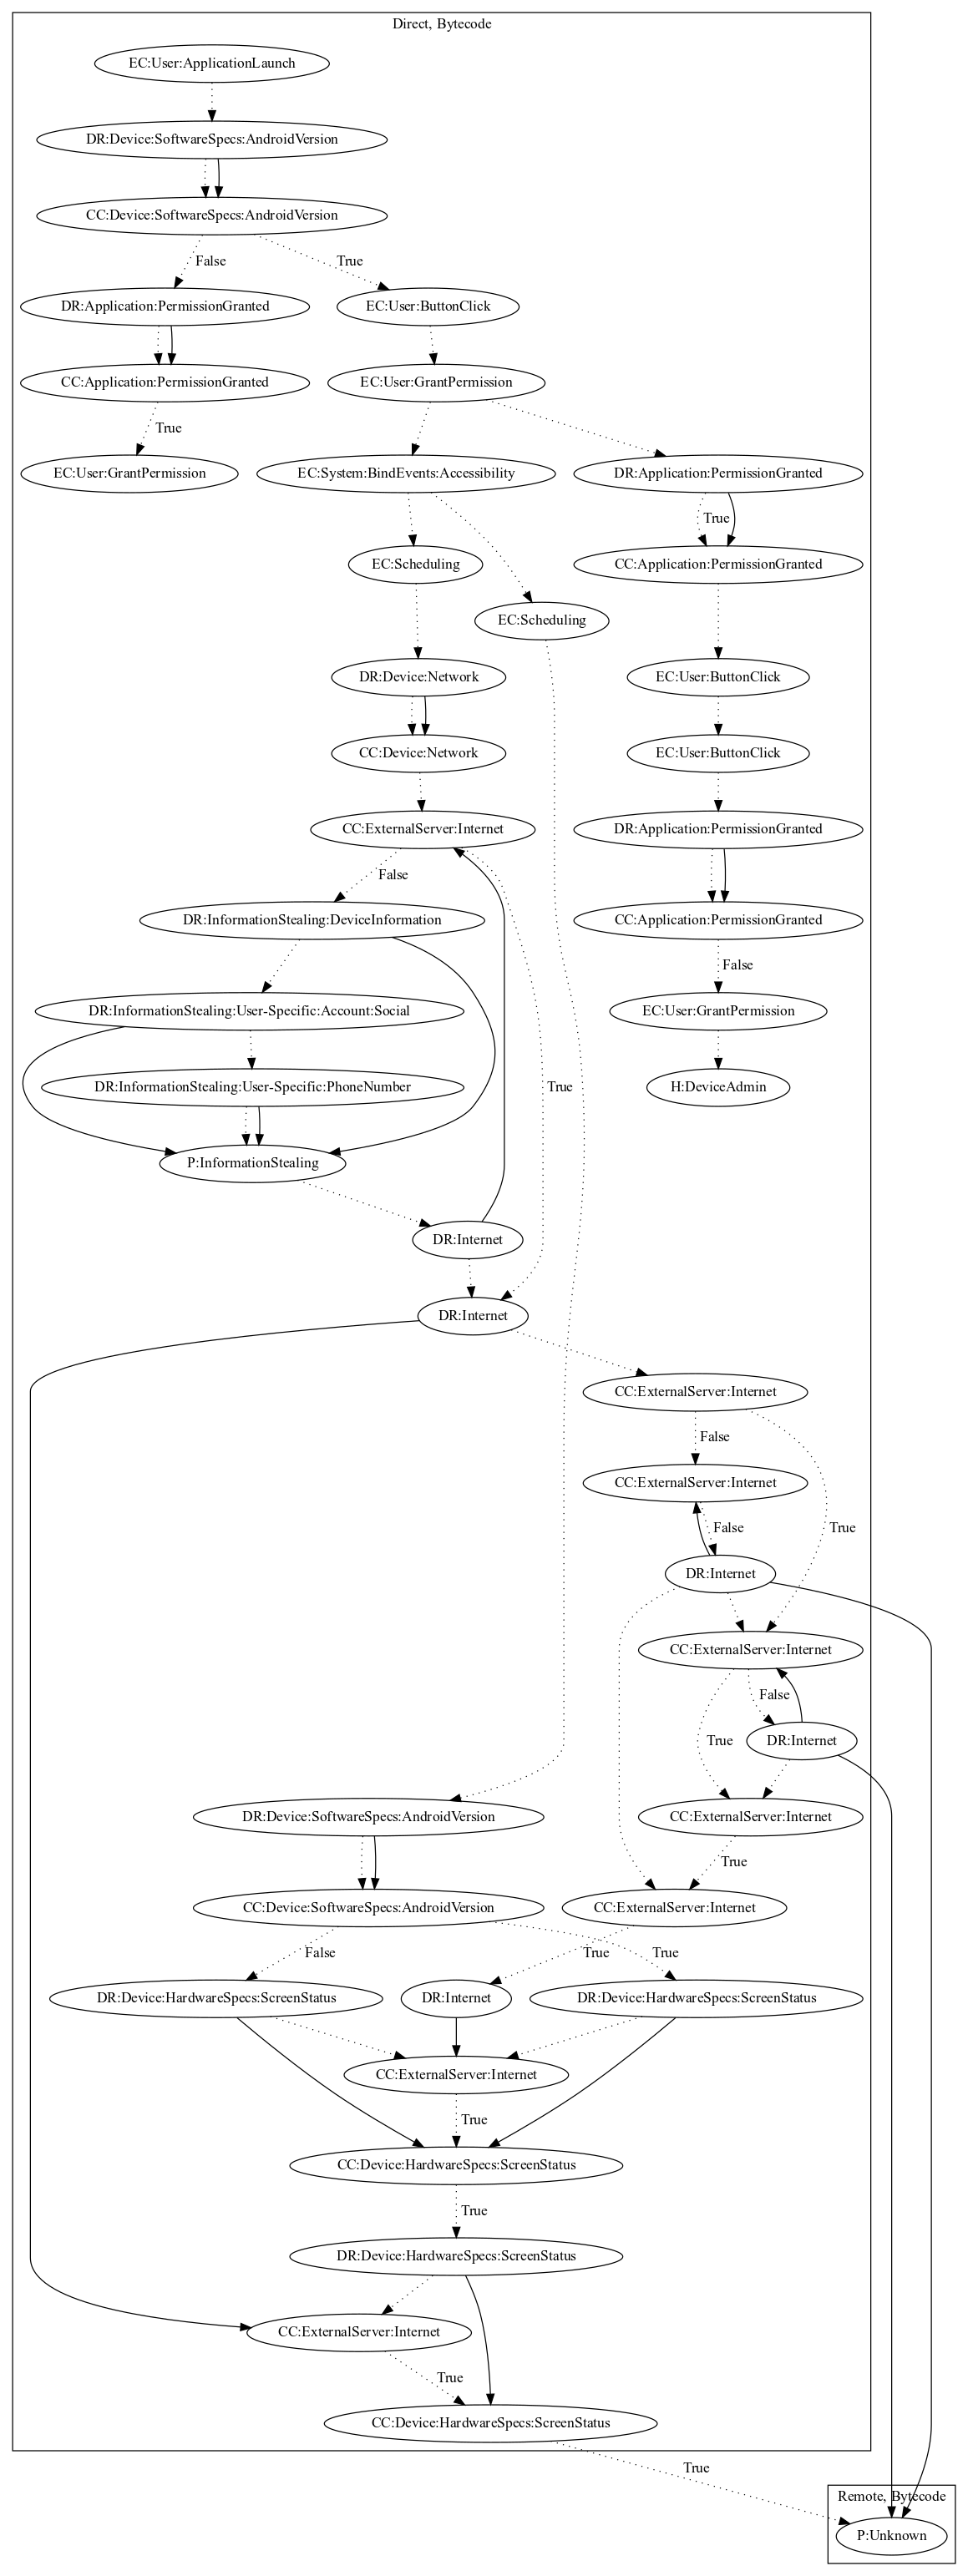 Direct, Bytecode
EC:User:ApplicationLaunch
DR:Device:SoftwareSpecs:AndroidVersion
CC:Device:SoftwareSpecs:AndroidVersion
False
True
DR:Application:PermissionGranted
EC:User:ButtonClick
CC:Application:PermissionGranted
EC:User:GrantPermission
True
EC:User:GrantPermission
EC:System:BindEvents:Accessibility
DR:Application:PermissionGranted
True
EC:Scheduling
CC:Application:PermissionGranted
EC:Scheduling
DR:Device:Network
EC:User:ButtonClick
CC:Device:Network
EC:User:ButtonClick
CC:ExternalServer:Internet
DR:Application:PermissionGranted
False
DR:InformationStealing:DeviceInformation
CC:Application:PermissionGranted
False
DR:InformationStealing:User-Specific:Account:Social
EC:User:GrantPermission
DR:InformationStealing:User-Specific:PhoneNumber
True
H:DeviceAdmin
P:InformationStealing
DR:Internet
DR:Internet
CC:ExternalServer:Internet
False
CC:ExternalServer:Internet
False
True
DR:Internet
CC:ExternalServer:Internet
False
True
DR:Internet
DR:Device:SoftwareSpecs:AndroidVersion
CC:ExternalServer:Internet
True
CC:Device:SoftwareSpecs:AndroidVersion
CC:ExternalServer:Internet
False
True
True
DR:Device:HardwareSpecs:ScreenStatus
DR:Internet
DR:Device:HardwareSpecs:ScreenStatus
CC:ExternalServer:Internet
True
CC:Device:HardwareSpecs:ScreenStatus
True
DR:Device:HardwareSpecs:ScreenStatus
CC:ExternalServer:Internet
True
CC:Device:HardwareSpecs:ScreenStatus
True
Remote, Bytecode
P:Unknown